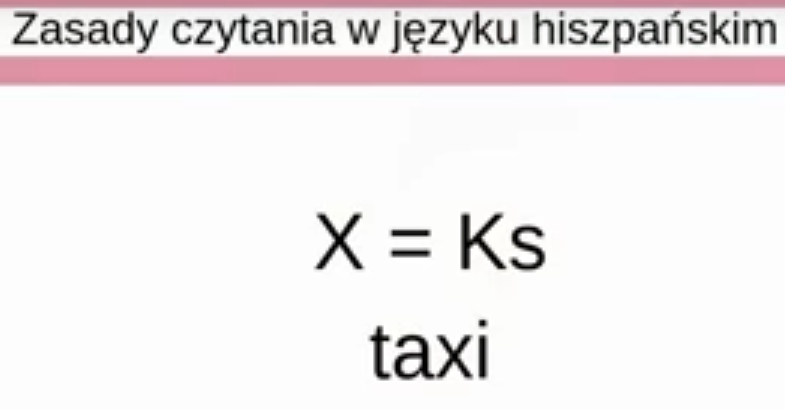 Zasady czytania w języku hiszpańskim
X = Ks
taxi